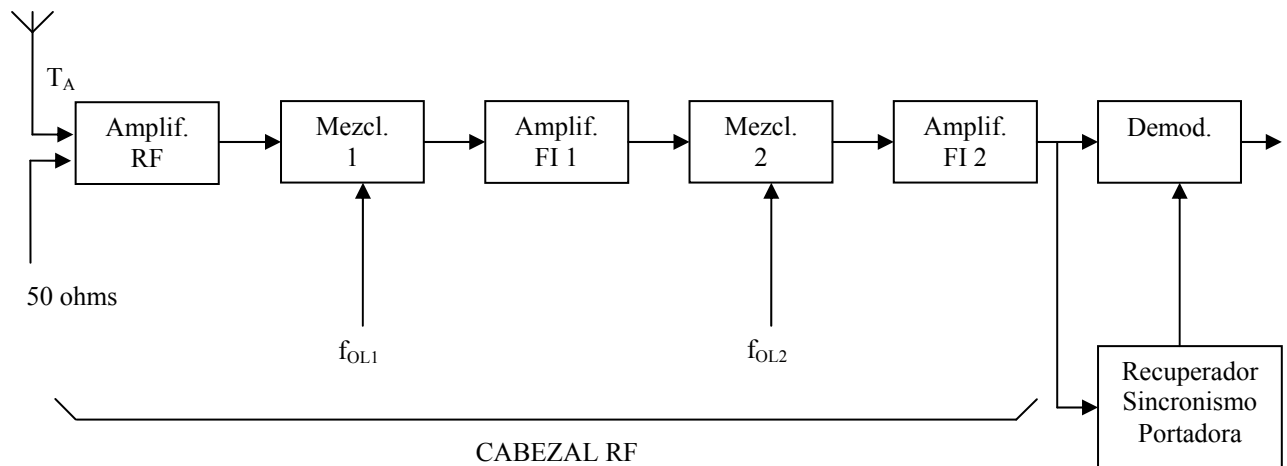 T_A
Amplif.
RF
Mezcl.
1
Amplif.
FI 1
Mezcl.
2
Amplif.
FI 2
Demod.
50 ohms
f_OL1
f_OL2
Recuperador
Sincronismo
Portadora
CABEZAL RF